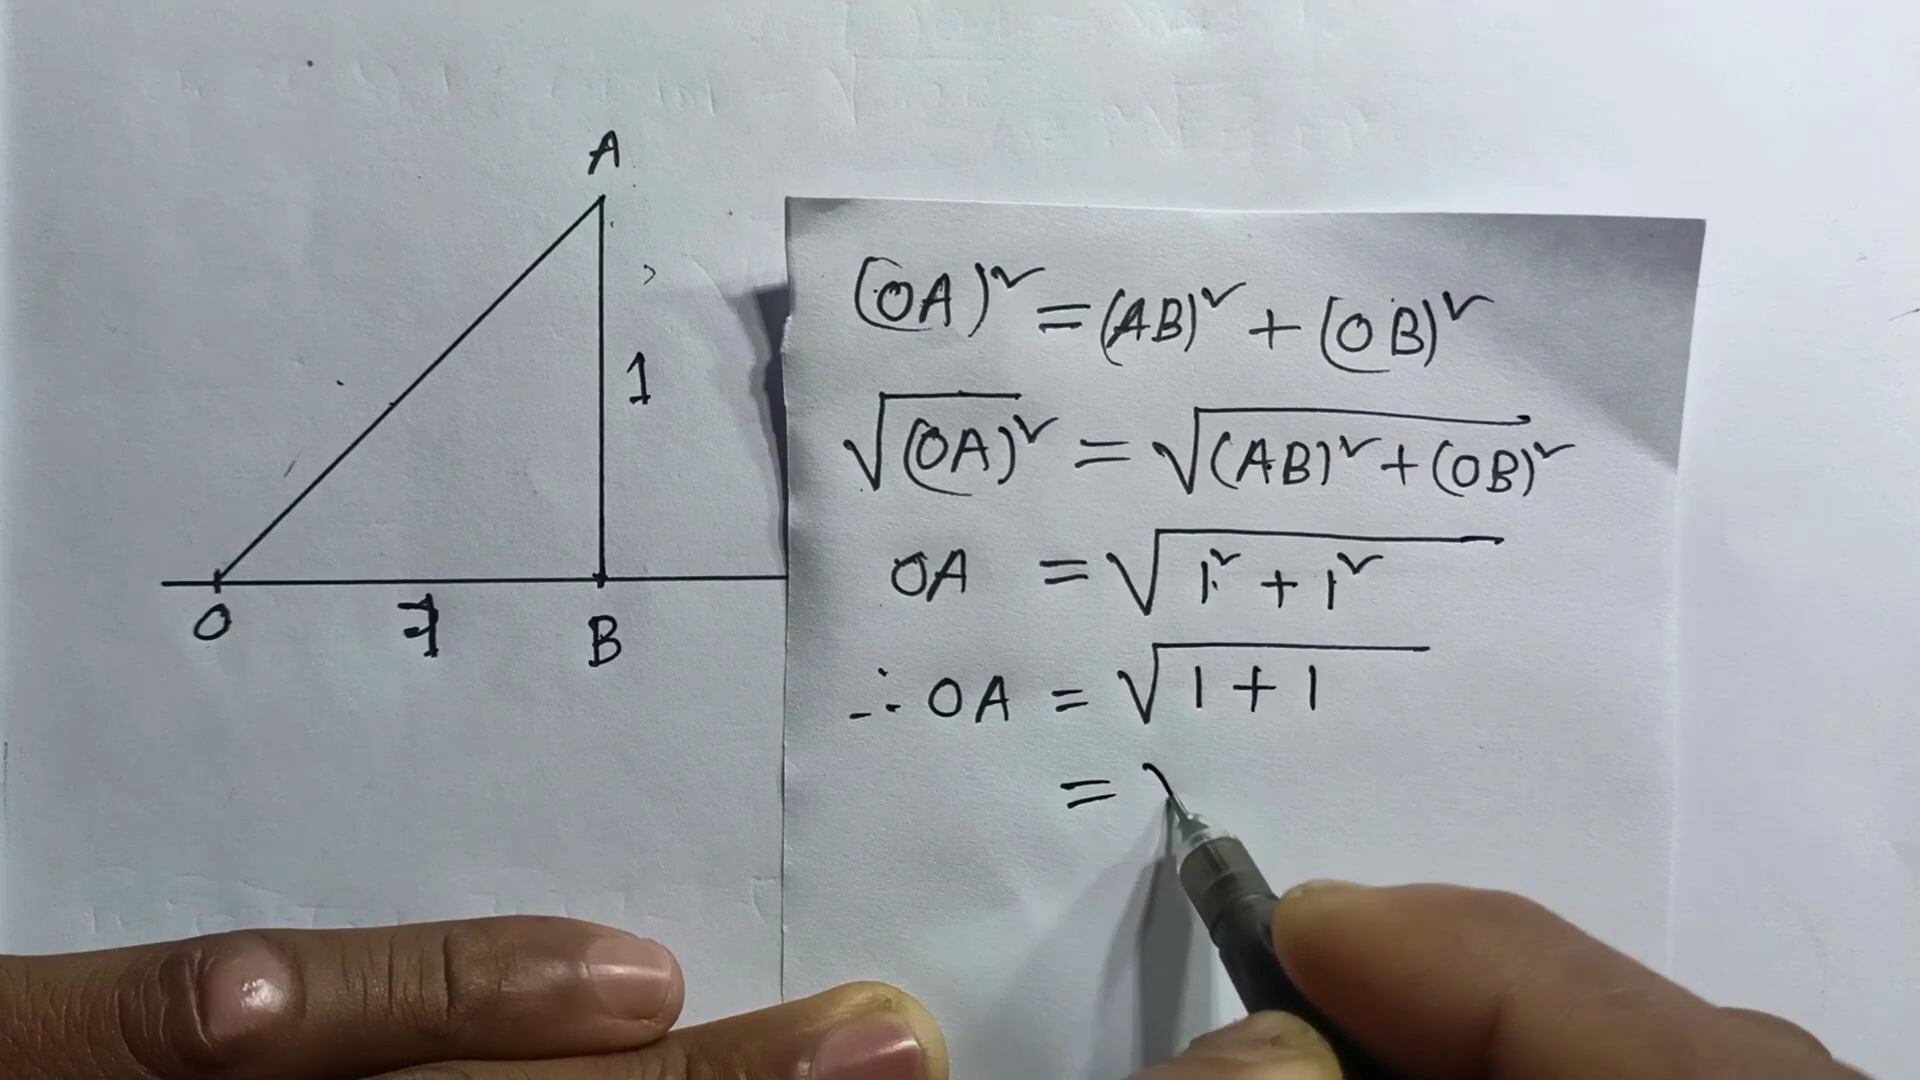 A
1
O
B
(OA)² = (AB)² + (OB)²
√(OA)² = √(AB)² + (OB)²
OA = √1² + 1²
∴ OA = √1 + 1
=